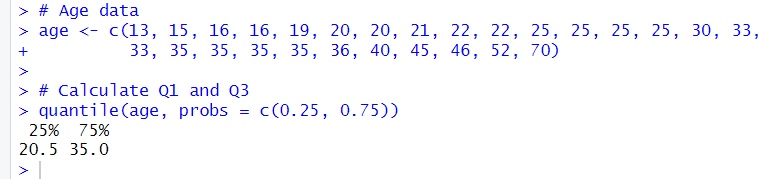 > # Age data
> age <- c(13, 15, 16, 16, 19, 20, 20, 21, 22, 22, 25, 25, 25, 25, 30, 33,
+          33, 35, 35, 35, 35, 36, 40, 45, 46, 52, 70)
>
> # Calculate Q1 and Q3
> quantile(age, probs = c(0.25, 0.75))
 25%  75%
20.5 35.0
>